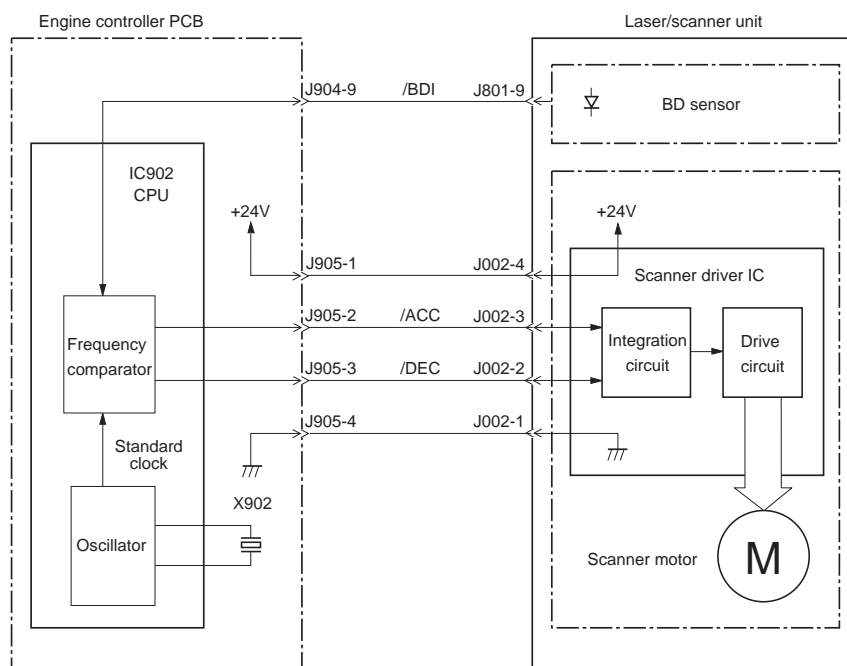 Engine controller PCB
Laser/scanner unit
J904-9 /BDI J801-9
BD sensor
IC902
CPU
+24V
+24V
J905-1 J002-4
Scanner driver IC
J905-2 /ACC J002-3
Frequency
comparator
Integration
circuit
Drive
circuit
J905-3 /DEC J002-2
J905-4 J002-1
Standard
clock
X902
Oscillator
Scanner motor
M